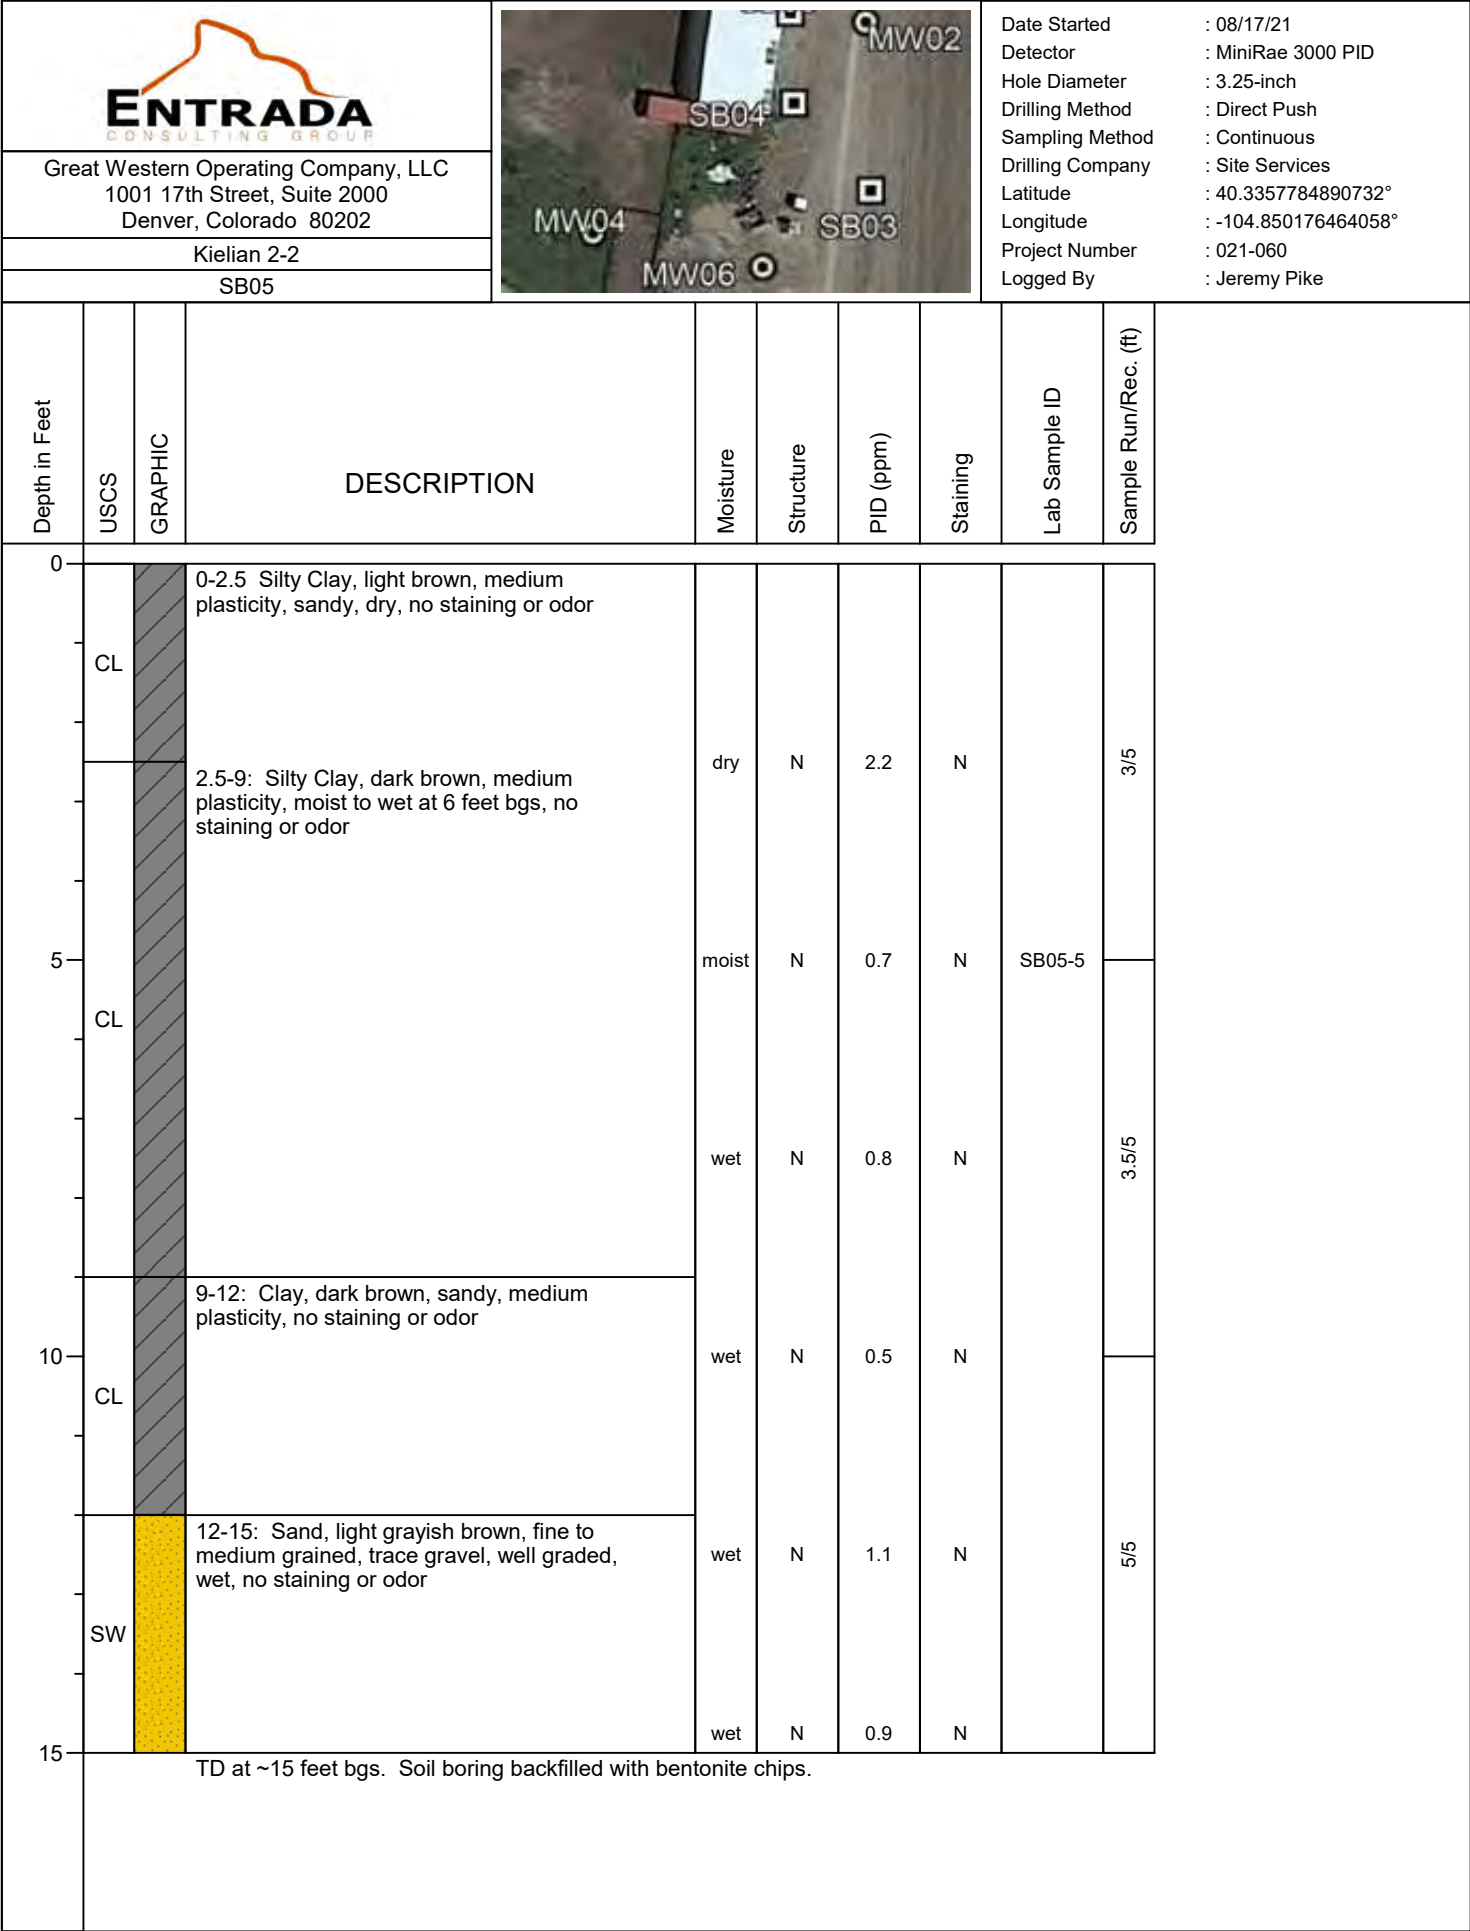 ENTRADA
CONSULTING GROUP
Great Western Operating Company, LLC
1001 17th Street, Suite 2000
Denver, Colorado 80202
Kielian 2-2
SB05
MW02
SB04
MW04
SB03
MW06
Date Started : 08/17/21
Detector : MiniRae 3000 PID
Hole Diameter : 3.25-inch
Drilling Method : Direct Push
Sampling Method : Continuous
Drilling Company : Site Services
Latitude : 40.3357784890732°
Longitude : -104.850176464058°
Project Number : 021-060
Logged By : Jeremy Pike
Depth in Feet
USCS
GRAPHIC
DESCRIPTION
Moisture
Structure
PID (ppm)
Staining
Lab Sample ID
Sample Run/Rec. (ft)
0
0-2.5 Silty Clay, light brown, medium
plasticity, sandy, dry, no staining or odor
CL
dry N 2.2 N 3/5
2.5-9: Silty Clay, dark brown, medium
plasticity, moist to wet at 6 feet bgs, no
staining or odor
5 moist N 0.7 N SB05-5
CL
wet N 0.8 N 3.5/5
9-12: Clay, dark brown, sandy, medium
plasticity, no staining or odor
10 wet N 0.5 N
CL
12-15: Sand, light grayish brown, fine to
medium grained, trace gravel, well graded,
wet, no staining or odor
wet N 1.1 N 5/5
SW
wet N 0.9 N
15
TD at ~15 feet bgs. Soil boring backfilled with bentonite chips.